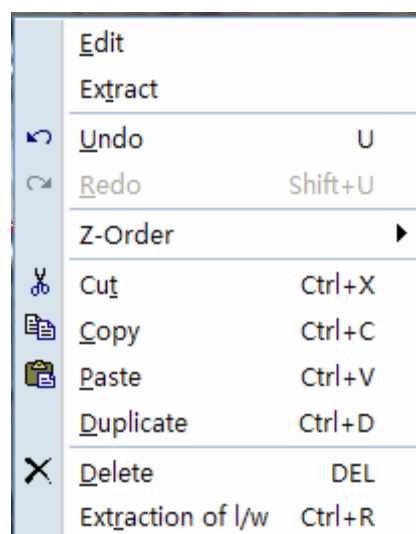 Edit
Extract
Undo U
Redo Shift+U
Z-Order
Cut Ctrl+X
Copy Ctrl+C
Paste Ctrl+V
Duplicate Ctrl+D
Delete DEL
Extraction of l/w Ctrl+R